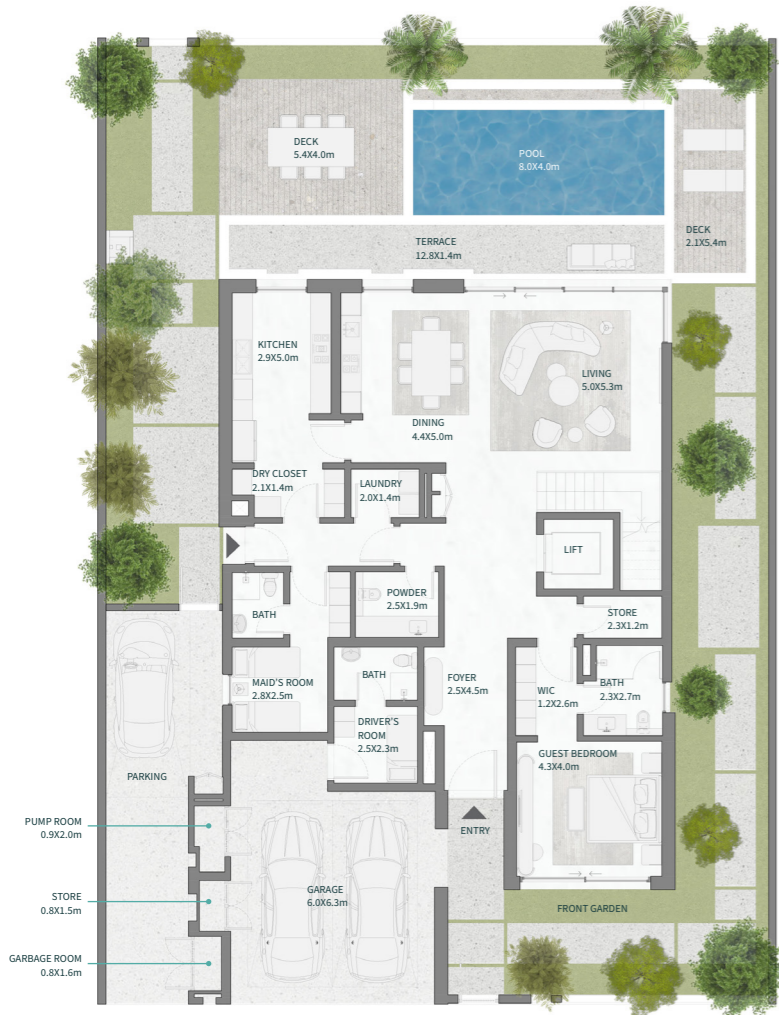 DECK
5.4X4.0m
POOL
8.0X4.0m
DECK
2.1X5.4m
TERRACE
12.8X1.4m
KITCHEN
2.9X5.0m
LIVING
5.0X5.3m
DINING
4.4X5.0m
DRY CLOSET
2.1X1.4m
LAUNDRY
2.0X1.4m
LIFT
POWDER
2.5X1.9m
BATH
STORE
2.3X1.2m
MAID'S ROOM
2.8X2.5m
BATH
FOYER
2.5X4.5m
WIC
1.2X2.6m
BATH
2.3X2.7m
DRIVER'S
ROOM
2.5X2.3m
GUEST BEDROOM
4.3X4.0m
PARKING
PUMP ROOM
0.9X2.0m
ENTRY
STORE
0.8X1.5m
GARAGE
6.0X6.3m
FRONT GARDEN
GARBAGE ROOM
0.8X1.6m